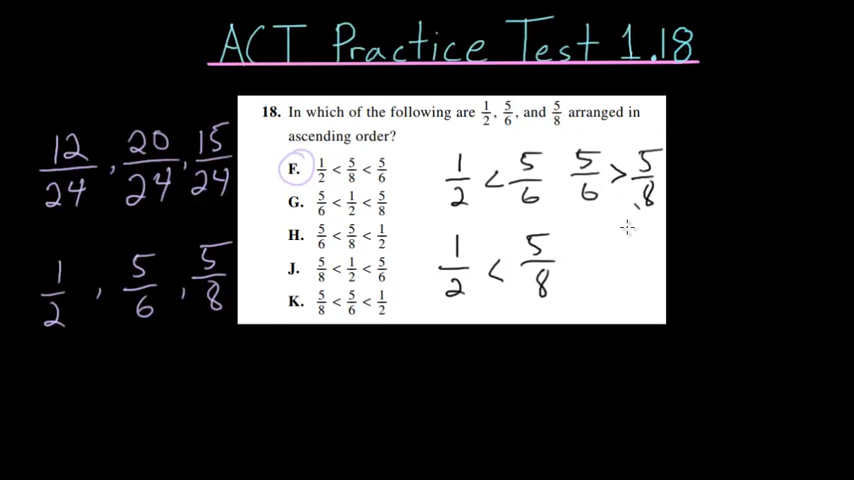 ACT Practice Test 1.18
18. In which of the following are 1/2, 5/6, and 5/8 arranged in
ascending order?
F. 1/2 < 5/8 < 5/6
G. 5/6 < 1/2 < 5/8
H. 5/6 < 5/8 < 1/2
J. 5/8 < 1/2 < 5/6
K. 5/8 < 5/6 < 1/2
12/24, 20/24, 15/24
1/2, 5/6, 5/8
1/2 < 5/6
5/6 > 5/8
1/2 < 5/8